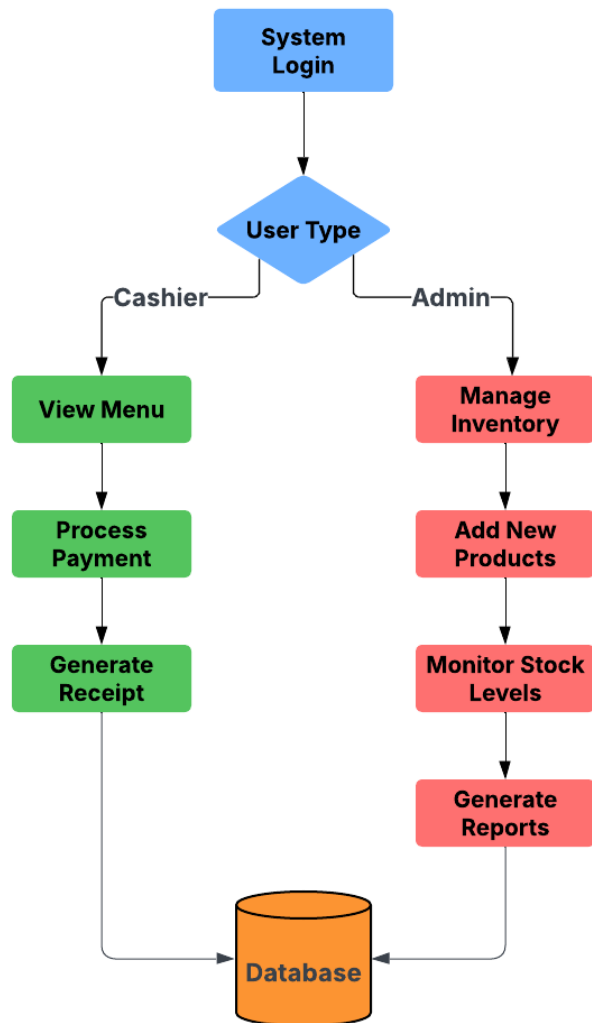 System
Login
User Type
Cashier
Admin
View Menu
Manage
Inventory
Process
Payment
Add New
Products
Generate
Receipt
Monitor Stock
Levels
Generate
Reports
Database